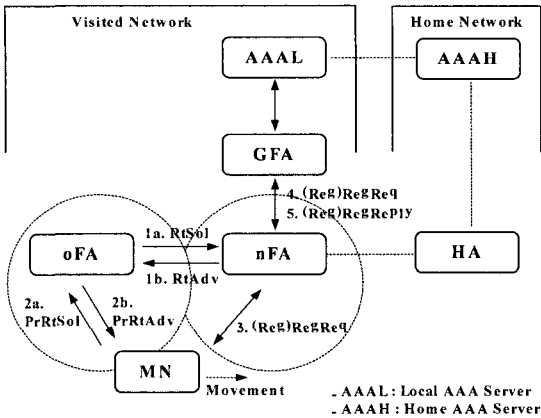 Visited Network
Home Network
AAAL
AAAH
GFA
4. (Reg)RegReq
5. (Reg)RegReply
1a. RtSol
oFA
nFA
HA
1b. RtAdv
2a.
PrRtSol
2b.
PrRtAdv
3. (Reg)RegReq
MN
Movement
- AAAL : Local AAA Server
- AAAH : Home AAA Server